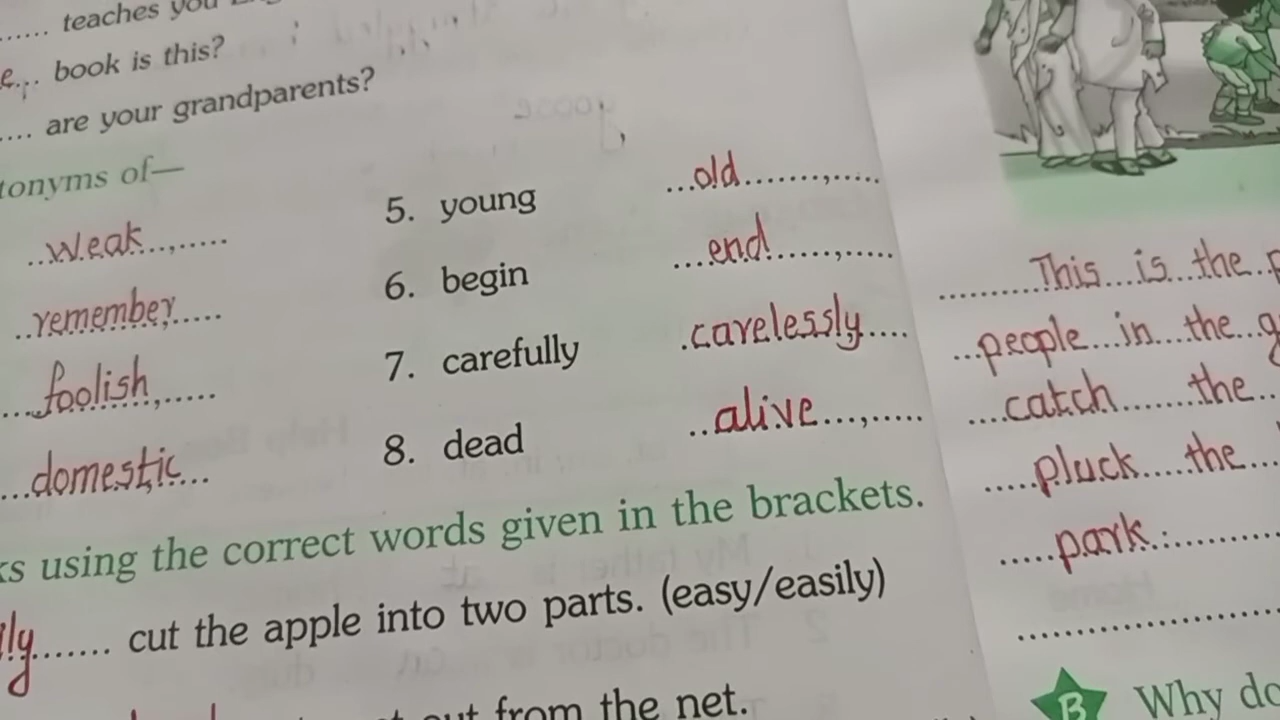 ...... teaches you
e... book is this?
.... are your grandparents?
tonyms of—
...weak...,.....
5. young ...old.......,.....
..remember.....
6. begin ...end......,.....
...foolish,.....
7. carefully .carelessly....
...domestic...
8. dead ..alive...,.....
ks using the correct words given in the brackets.
ily....... cut the apple into two parts. (easy/easily)
out from the net.
..........This...is...the..
...people...in....the..
....catch.......the..
.....pluck....the...
.....park.:..........
B Why do